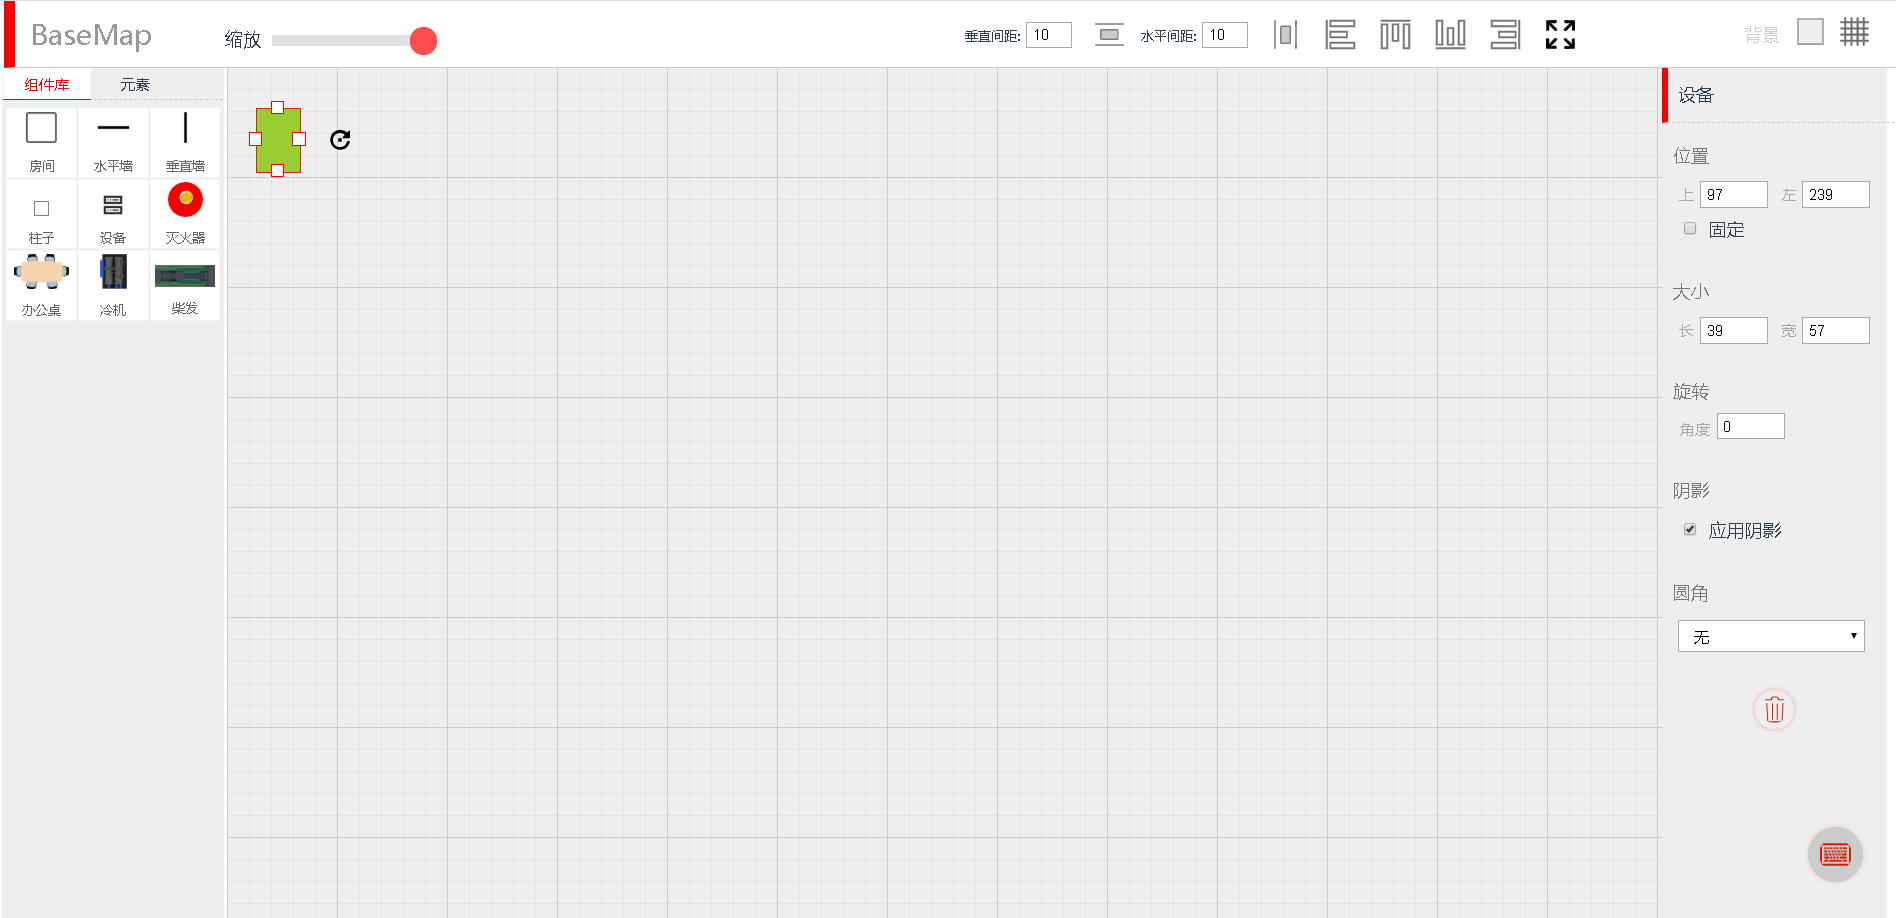 BaseMap
缩放
垂直间距: 10
水平间距: 10
背景
组件库 元素
房间 水平墙 垂直墙
柱子 设备 灭火器
办公桌 冷机 柴发
设备
位置
上 97 左 239
固定
大小
长 39 宽 57
旋转
角度 0
阴影
应用阴影
圆角
无